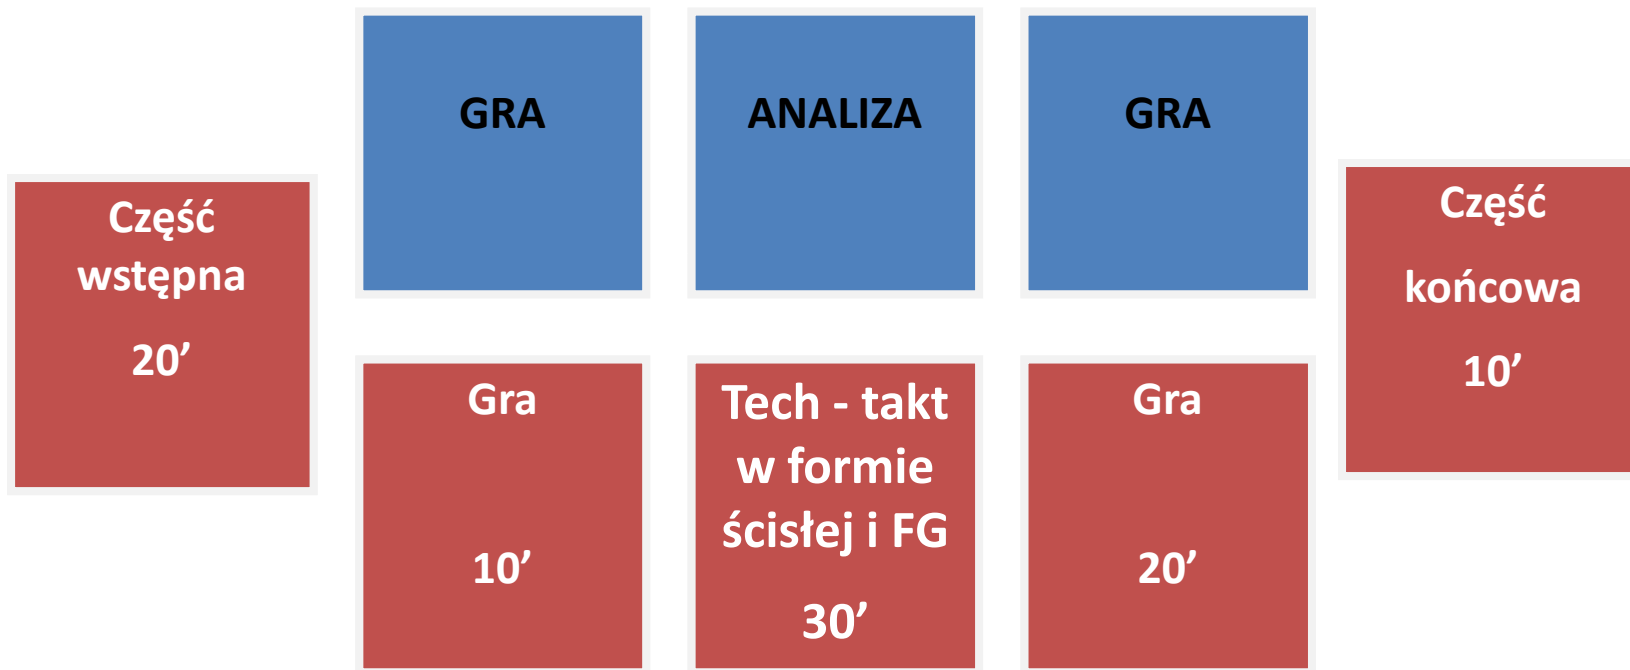 GRA
ANALIZA
GRA
Część
wstępna
20’
Część
końcowa
10’
Gra
10’
Tech - takt
w formie
ścisłej i FG
30’
Gra
20’